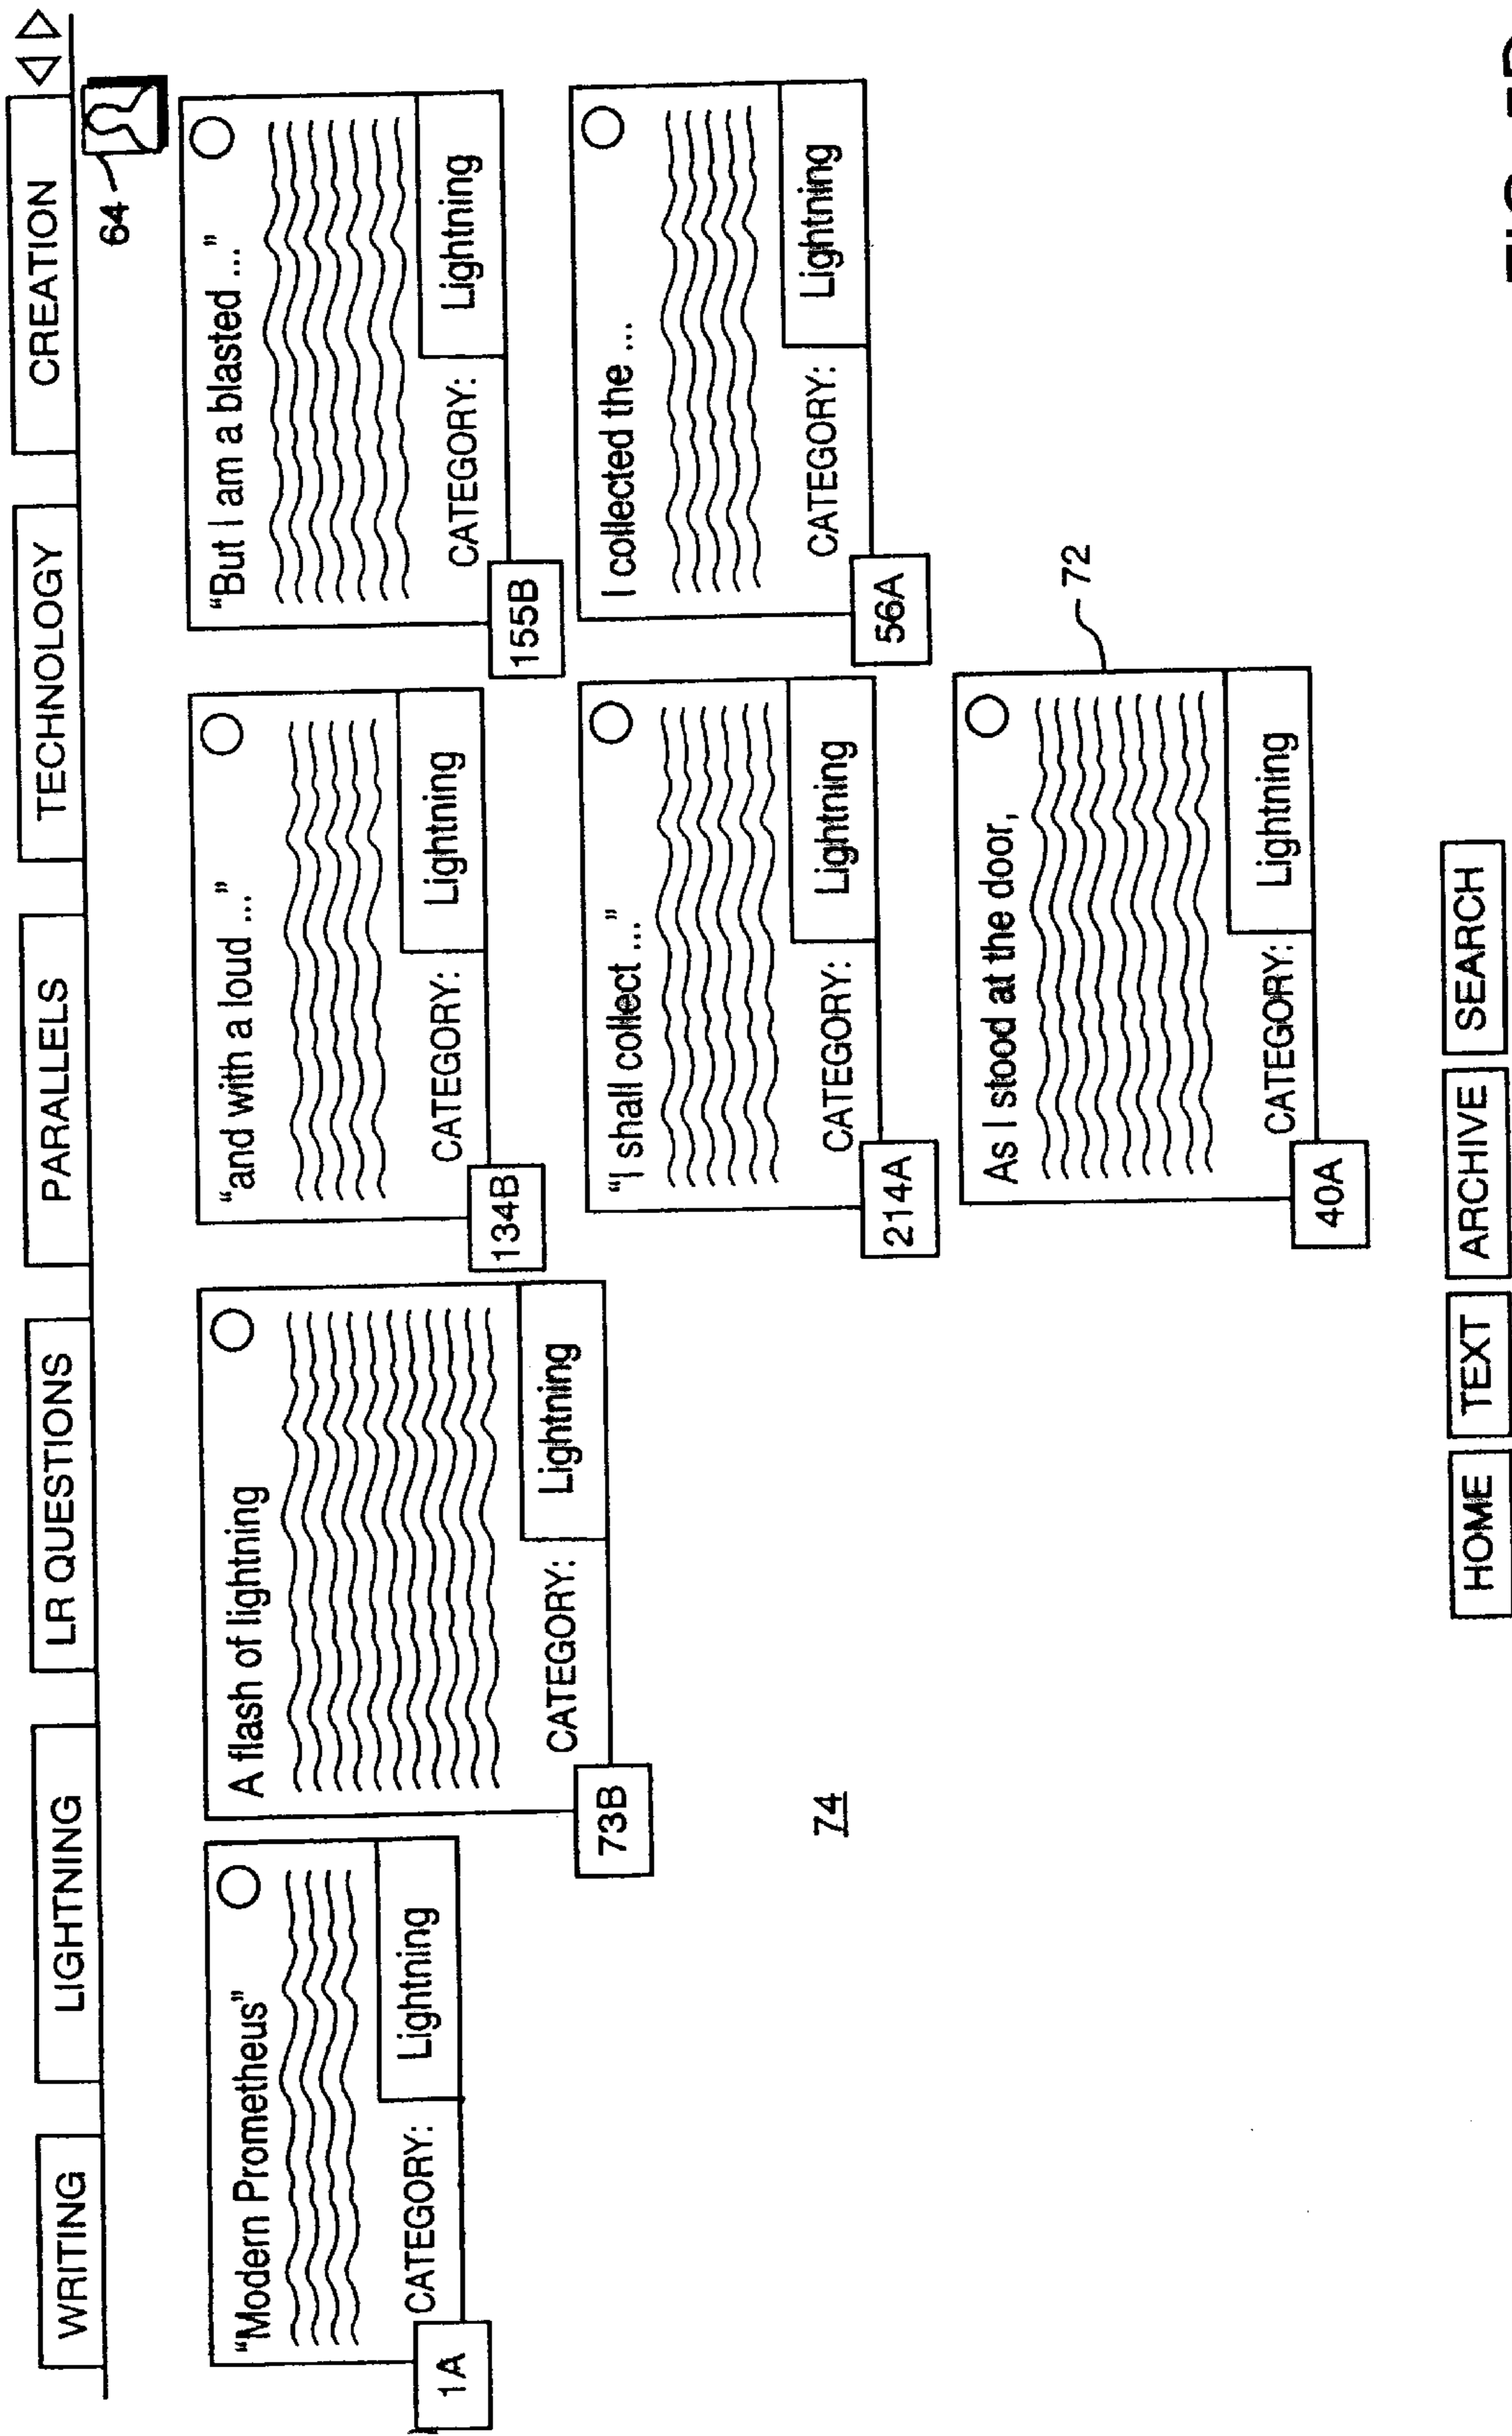 WRITING LIGHTNING LR QUESTIONS PARALLELS TECHNOLOGY CREATION
64
“Modern Prometheus”
CATEGORY: Lightning
1A
A flash of lightning
CATEGORY: Lightning
73B
“and with a loud ...”
CATEGORY: Lightning
134B
“But I am a blasted ...”
CATEGORY: Lightning
155B
“I shall collect ...”
CATEGORY: Lightning
214A
I collected the ...
CATEGORY: Lightning
56A
As I stood at the door,
CATEGORY: Lightning
40A
72
74
HOME TEXT ARCHIVE SEARCH